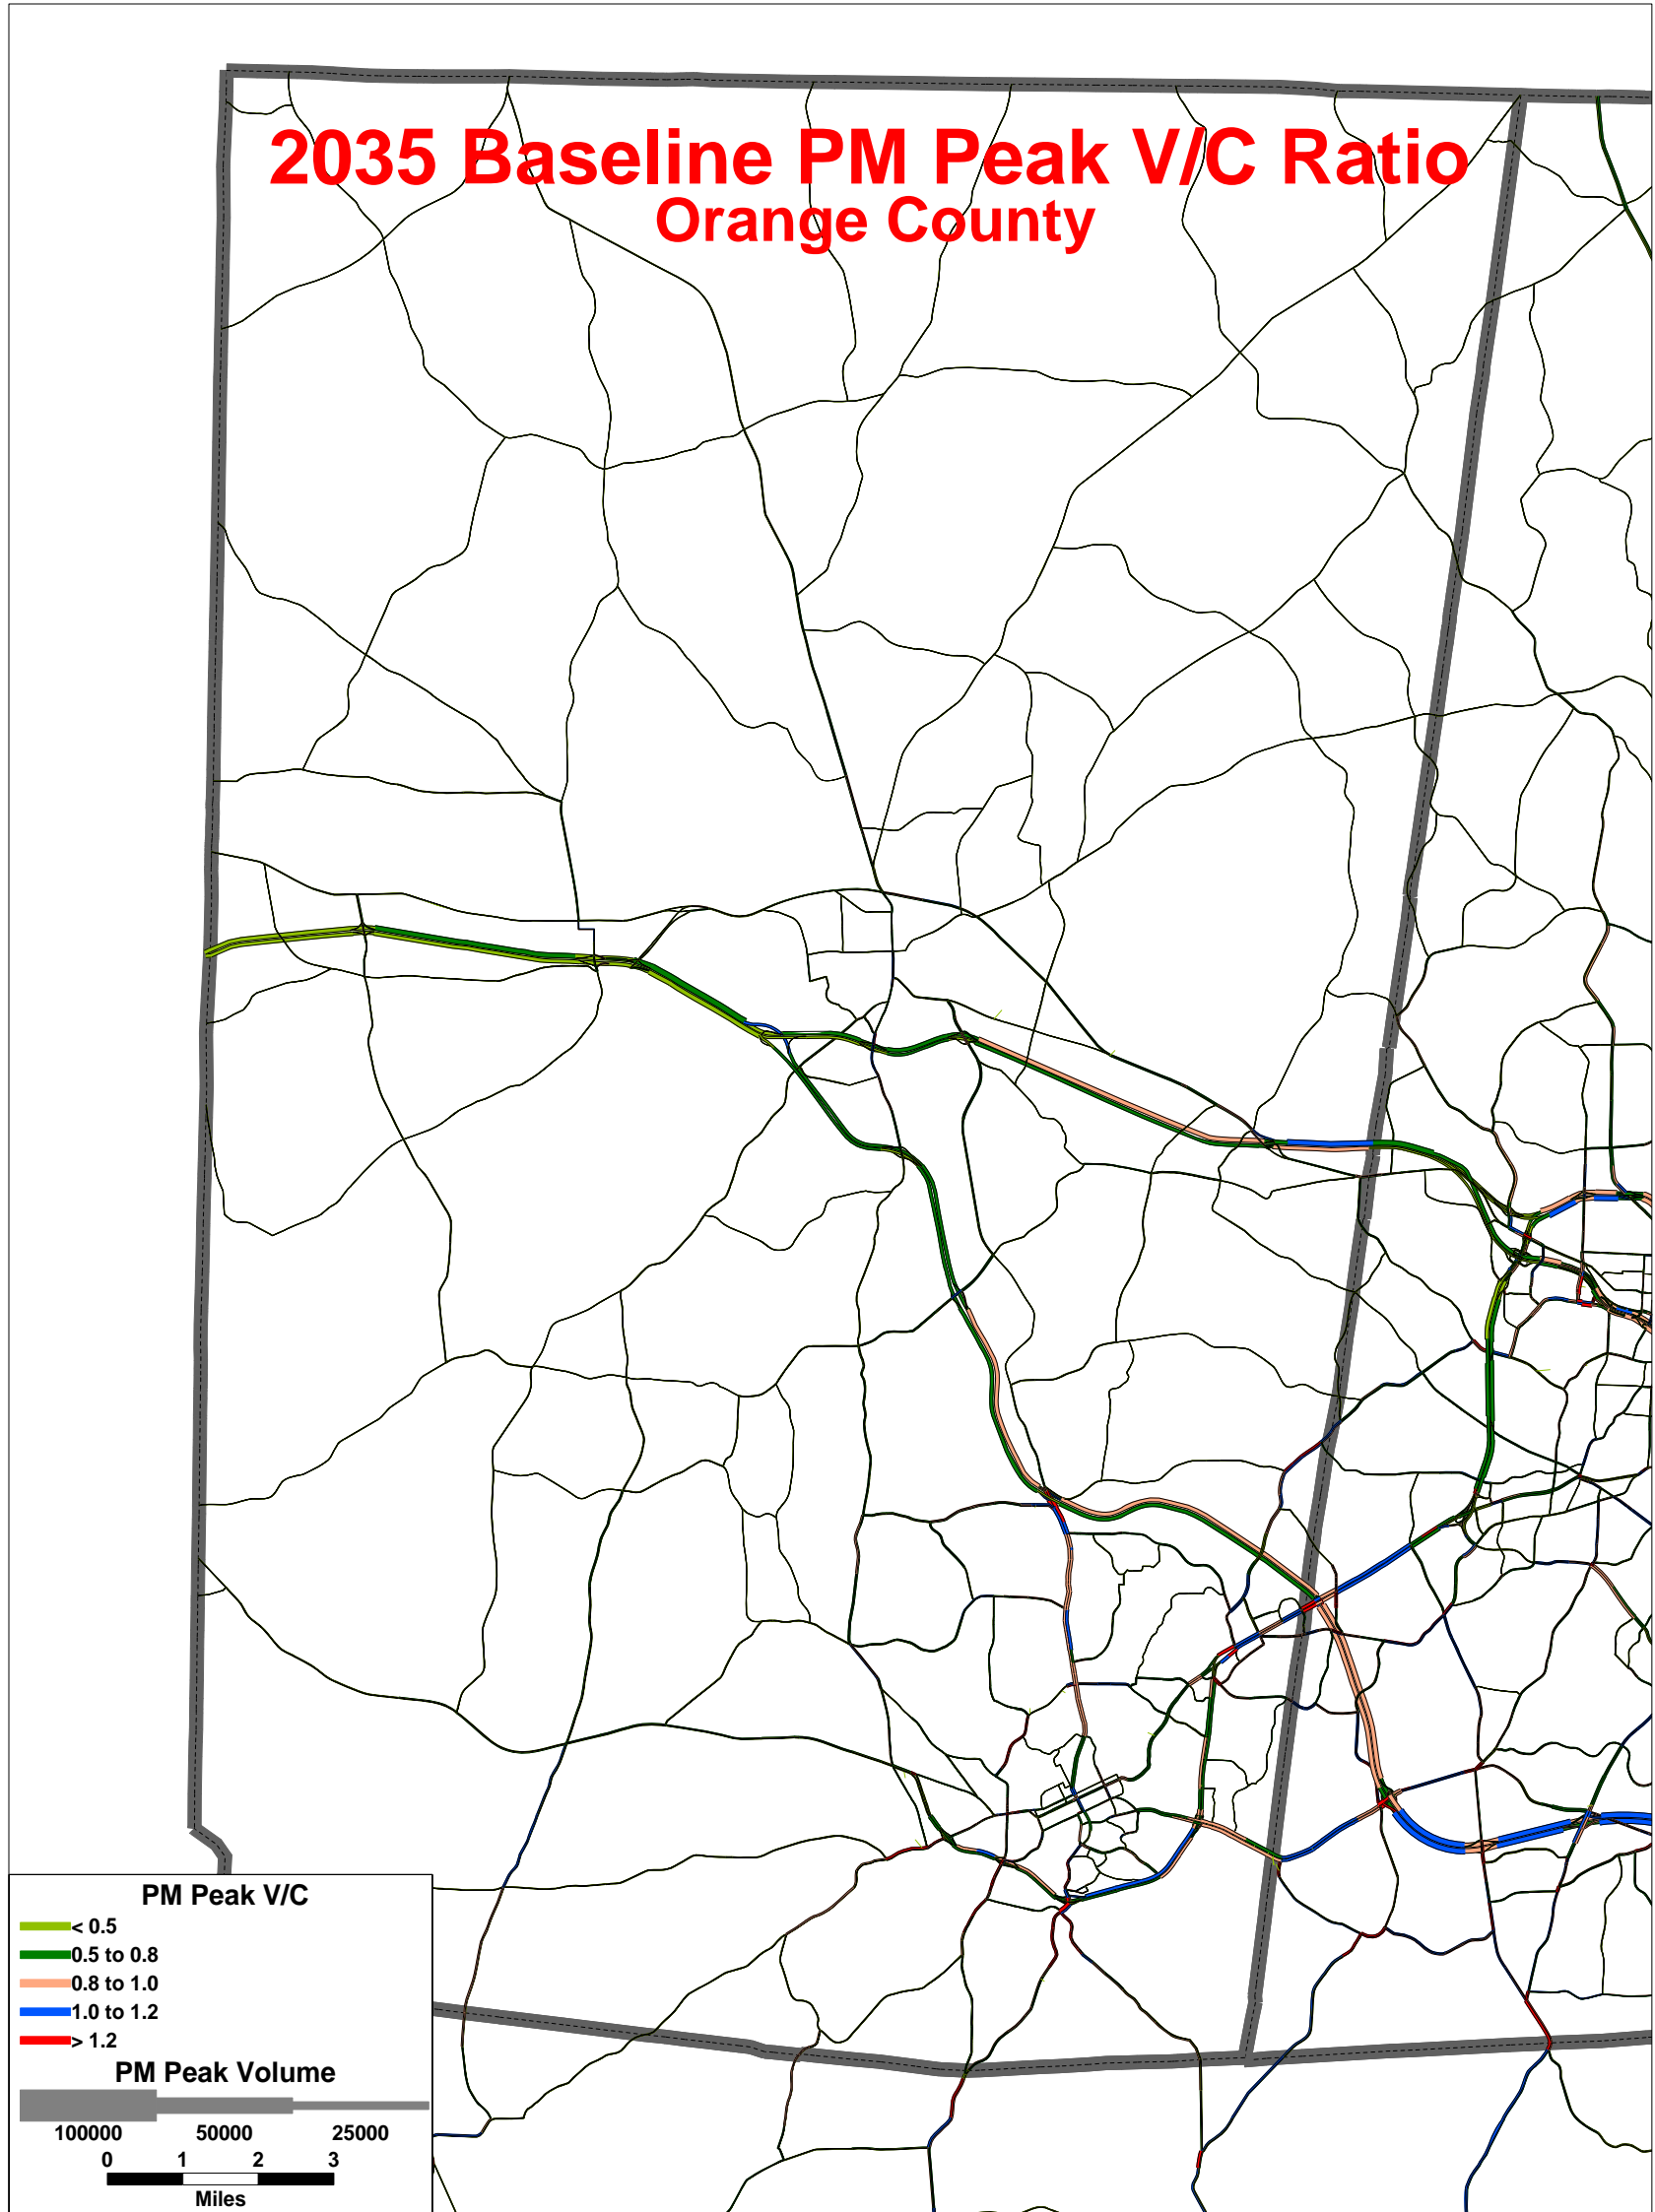 2035 Baseline PM Peak V/C Ratio
Orange County
PM Peak V/C
< 0.5
0.5 to 0.8
0.8 to 1.0
1.0 to 1.2
> 1.2
PM Peak Volume
100000 50000 25000
0 1 2 3
Miles